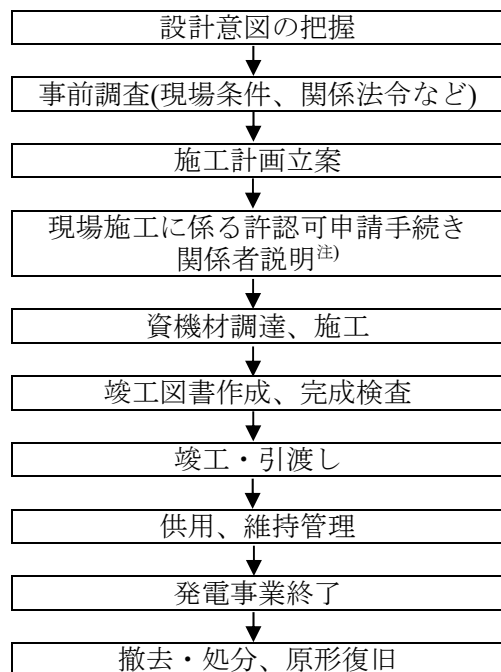 設計意図の把握
事前調査(現場条件、関係法令など)
施工計画立案
現場施工に係る許認可申請手続き
関係者説明注)
資機材調達、施工
竣工図書作成、完成検査
竣工・引渡し
供用、維持管理
発電事業終了
撤去・処分、原形復旧